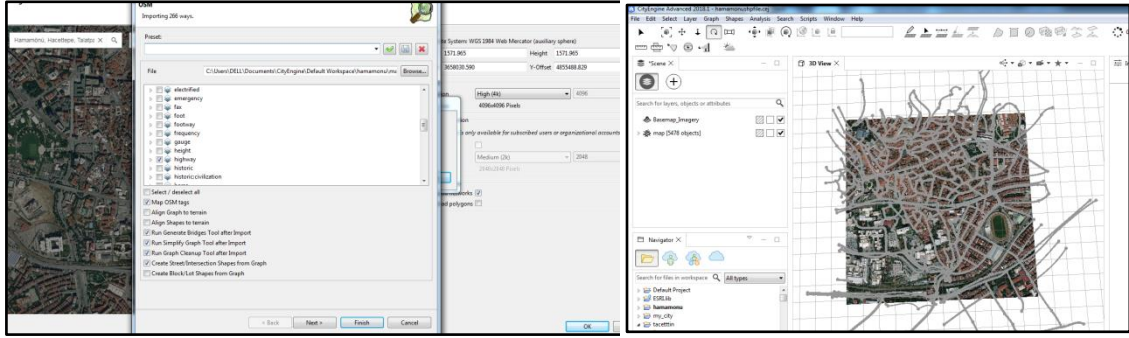 OSM
Importing 286 ways.
Hamamönü, Hacettepe, Talatpa
Preset:
File C:\Users\DELL\Documents\CityEngine\Default Workspace\hamamonu\ma Browse...
electrified
emergency
fax
foot
footway
frequency
gauge
height
highway
historic
historic:civilization
Select / deselect all
Map OSM tags
Align Graph to terrain
Align Shapes to terrain
Run Generate Bridges Tool after Import
Run Simplify Graph Tool after Import
Run Graph Cleanup Tool after Import
Create Street/Intersection Shapes from Graph
Create Block/Lot Shapes from Graph
< Back Next > Finish Cancel
System: WGS 1984 Web Mercator (auxiliary sphere)
1571.965 Height 1571.965
3658030.590 Y-Offset 4855488.829
High (4k) 4096
4096x4096 Pixels
is only available for subscribed users or organizational accounts
Medium (2k) 2048
2048x2048 Pixels
polygons
OK
CityEngine Advanced 2018.1 - hamamonu/shpfile.cej
File Edit Select Layer Graph Shapes Analysis Search Scripts Window Help
Scene
3D View
Search for layers, objects or attributes
Basemap_Imagery
map [5478 objects]
Navigator
Search for files in workspace All types
Default Project
ESRI.lib
hamamonu
my_city
tacettin